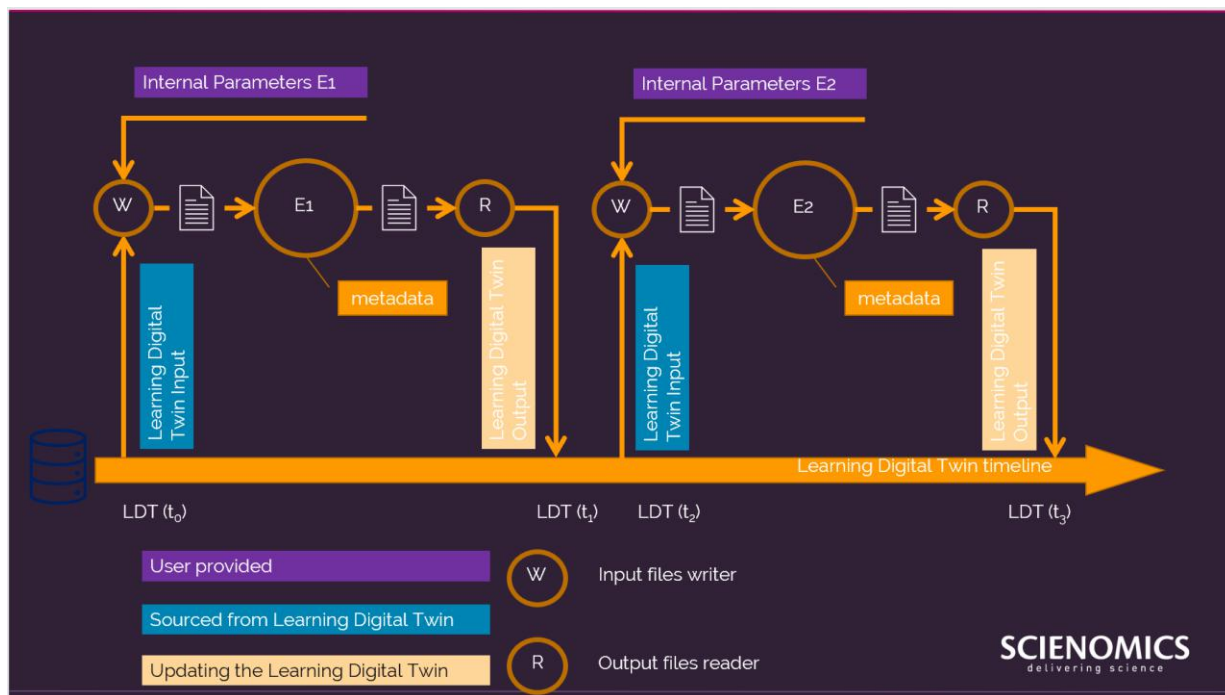 Internal Parameters E1
Internal Parameters E2
W
E1
R
W
E2
R
metadata
metadata
Learning Digital
Twin Input
Learning Digital Twin
Output
Learning Digital
Twin Input
Learning Digital Twin
Output
Learning Digital Twin timeline
LDT (t₀)
LDT (t₁)
LDT (t₂)
LDT (t₃)
User provided
W
Input files writer
Sourced from Learning Digital Twin
Updating the Learning Digital Twin
R
Output files reader
SCIENOMICS
delivering science